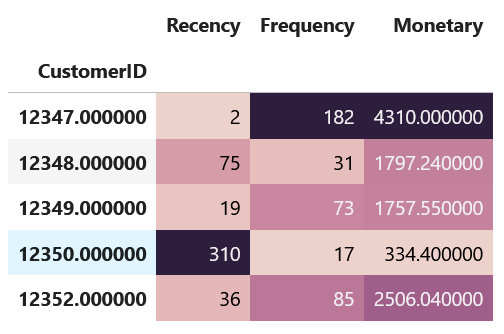 Recency Frequency Monetary
CustomerID
12347.000000 2 182 4310.000000
12348.000000 75 31 1797.240000
12349.000000 19 73 1757.550000
12350.000000 310 17 334.400000
12352.000000 36 85 2506.040000